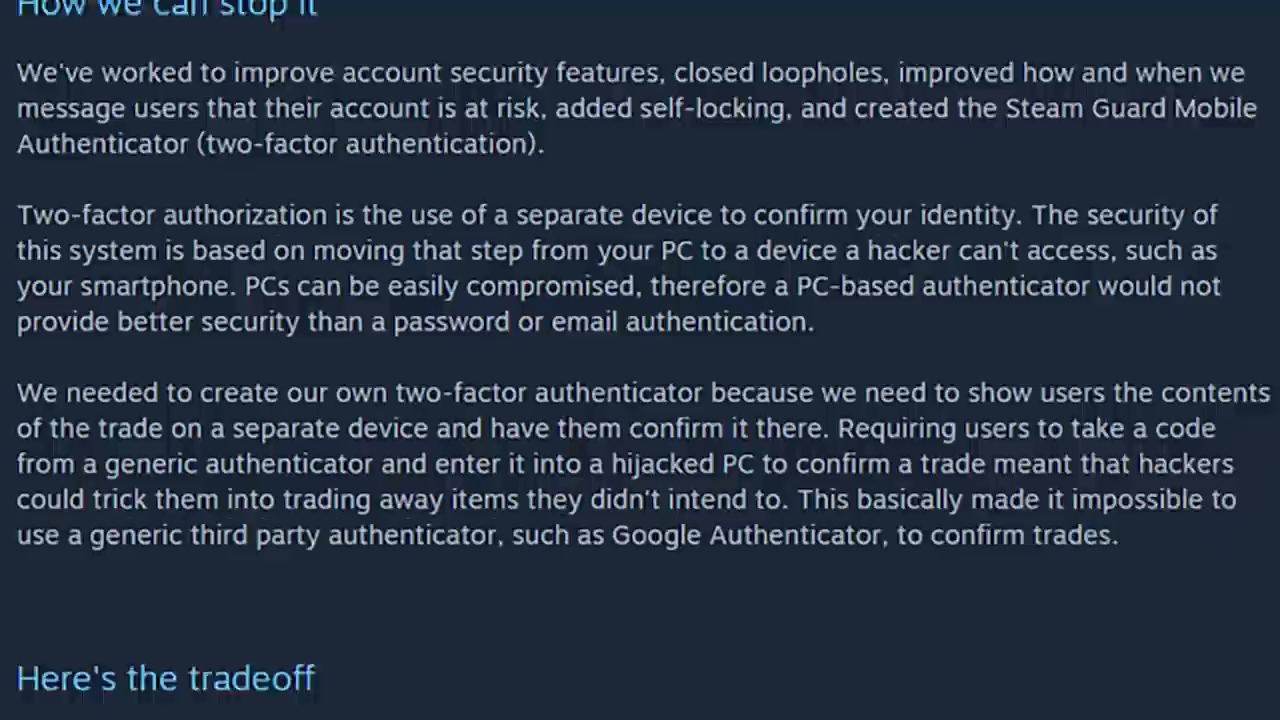 How we can stop it
We've worked to improve account security features, closed loopholes, improved how and when we
message users that their account is at risk, added self-locking, and created the Steam Guard Mobile
Authenticator (two-factor authentication).
Two-factor authorization is the use of a separate device to confirm your identity. The security of
this system is based on moving that step from your PC to a device a hacker can't access, such as
your smartphone. PCs can be easily compromised, therefore a PC-based authenticator would not
provide better security than a password or email authentication.
We needed to create our own two-factor authenticator because we need to show users the contents
of the trade on a separate device and have them confirm it there. Requiring users to take a code
from a generic authenticator and enter it into a hijacked PC to confirm a trade meant that hackers
could trick them into trading away items they didn't intend to. This basically made it impossible to
use a generic third party authenticator, such as Google Authenticator, to confirm trades.
Here's the tradeoff